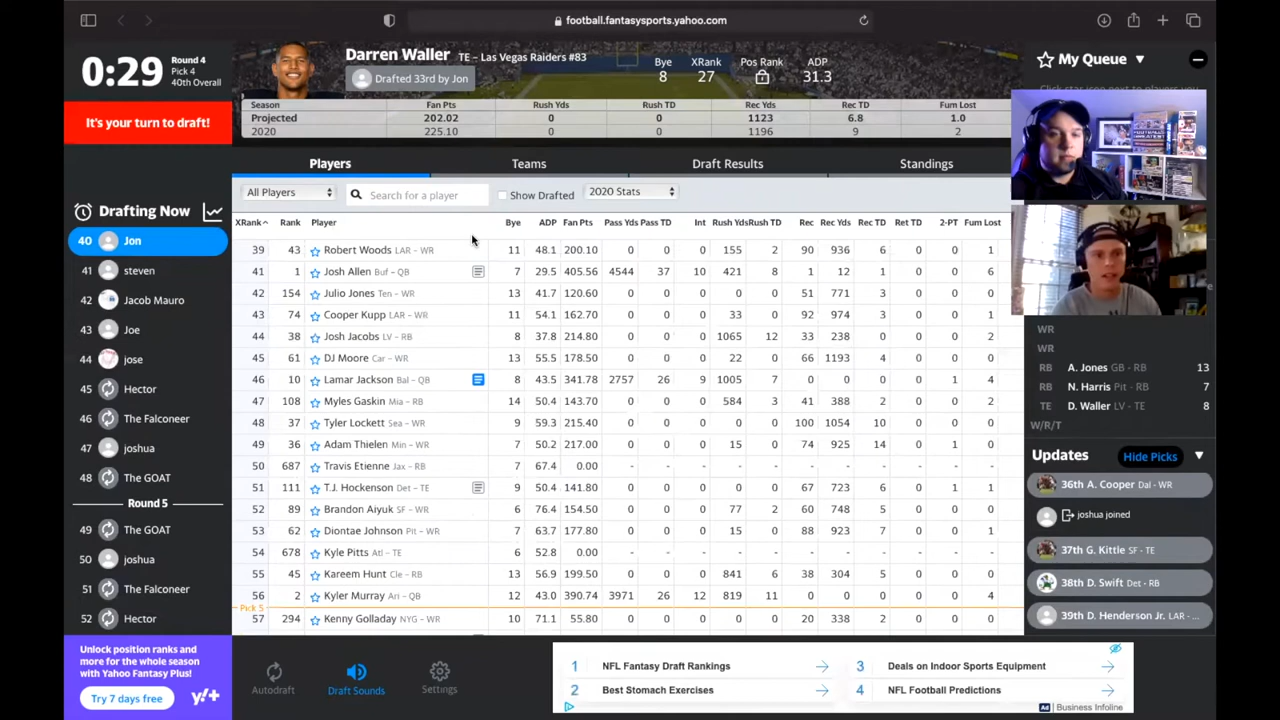 football.fantasysports.yahoo.com
0:29
Round 4
Pick 4
40th Overall
It's your turn to draft!
Darren Waller TE – Las Vegas Raiders #83
Drafted 33rd by Jon
Bye XRank Pos Rank ADP
8 27 31.3
Season Fan Pts Rush Yds Rush TD Rec Yds Rec TD Fum Lost
Projected 202.02 0 0 1123 6.8 1.0
2020 225.10 0 0 1196 9 2
My Queue
Players Teams Draft Results Standings
All Players Search for a player Show Drafted 2020 Stats
Drafting Now
40 Jon
41 steven
42 Jacob Mauro
43 Joe
44 jose
45 Hector
46 The Falconeer
47 joshua
48 The GOAT
Round 5
49 The GOAT
50 joshua
51 The Falconeer
52 Hector
XRank Rank Player Bye ADP Fan Pts Pass Yds Pass TD Int Rush Yds Rush TD Rec Rec Yds Rec TD Ret TD 2-PT Fum Lost
39 43 Robert Woods LAR – WR 11 48.1 200.10 0 0 0 155 2 90 936 6 0 0 1
41 1 Josh Allen Buf – QB 7 29.5 405.56 4544 37 10 421 8 1 12 1 0 0 6
42 154 Julio Jones Ten – WR 13 41.7 120.60 0 0 0 0 0 51 771 3 0 0 0
43 74 Cooper Kupp LAR – WR 11 54.1 162.70 0 0 0 33 0 92 974 3 0 0 1
44 38 Josh Jacobs LV – RB 8 37.8 214.80 0 0 0 1065 12 33 238 0 0 0 2
45 61 DJ Moore Car – WR 13 55.5 178.50 0 0 0 22 0 66 1193 4 0 0 0
46 10 Lamar Jackson Bal – QB 8 43.5 341.78 2757 26 9 1005 7 0 0 0 0 1 4
47 108 Myles Gaskin Mia – RB 14 50.4 143.70 0 0 0 584 3 41 388 2 0 0 2
48 37 Tyler Lockett Sea – WR 9 59.3 215.40 0 0 0 0 0 100 1054 10 0 0 0
49 36 Adam Thielen Min – WR 7 50.2 217.00 0 0 0 15 0 74 925 14 0 1 0
50 687 Travis Etienne Jax – RB 7 67.4 0.00 - - - - - - - - - - -
51 111 T.J. Hockenson Det – TE 9 50.4 141.80 0 0 0 0 0 67 723 6 0 1 1
52 89 Brandon Aiyuk SF – WR 6 76.4 154.50 0 0 0 77 2 60 748 5 0 0 0
53 62 Diontae Johnson Pit – WR 7 63.7 177.80 0 0 0 15 0 88 923 7 0 0 1
54 678 Kyle Pitts Atl – TE 6 52.8 0.00 - - - - - - - - - - -
55 45 Kareem Hunt Cle – RB 13 56.9 199.50 0 0 0 841 6 38 304 5 0 0 0
56 2 Kyler Murray Ari – QB 12 43.0 390.74 3971 26 12 819 11 0 0 0 0 0 4
Pick 5
57 294 Kenny Golladay NYG – WR 10 71.1 55.80 0 0 0 0 0 20 338 2 0 0 0
WR
WR
RB A. Jones GB - RB 13
RB N. Harris Pit - RB 7
TE D. Waller LV - TE 8
W/R/T
Updates Hide Picks
36th A. Cooper Dal - WR
joshua joined
37th G. Kittle SF - TE
38th D. Swift Det - RB
39th D. Henderson Jr. LAR - ...
Unlock position ranks and more for the whole season with Yahoo Fantasy Plus!
Try 7 days free y!+
Autodraft Draft Sounds Settings
1 NFL Fantasy Draft Rankings
2 Best Stomach Exercises
3 Deals on Indoor Sports Equipment
4 NFL Football Predictions
Ad | Business Infoline